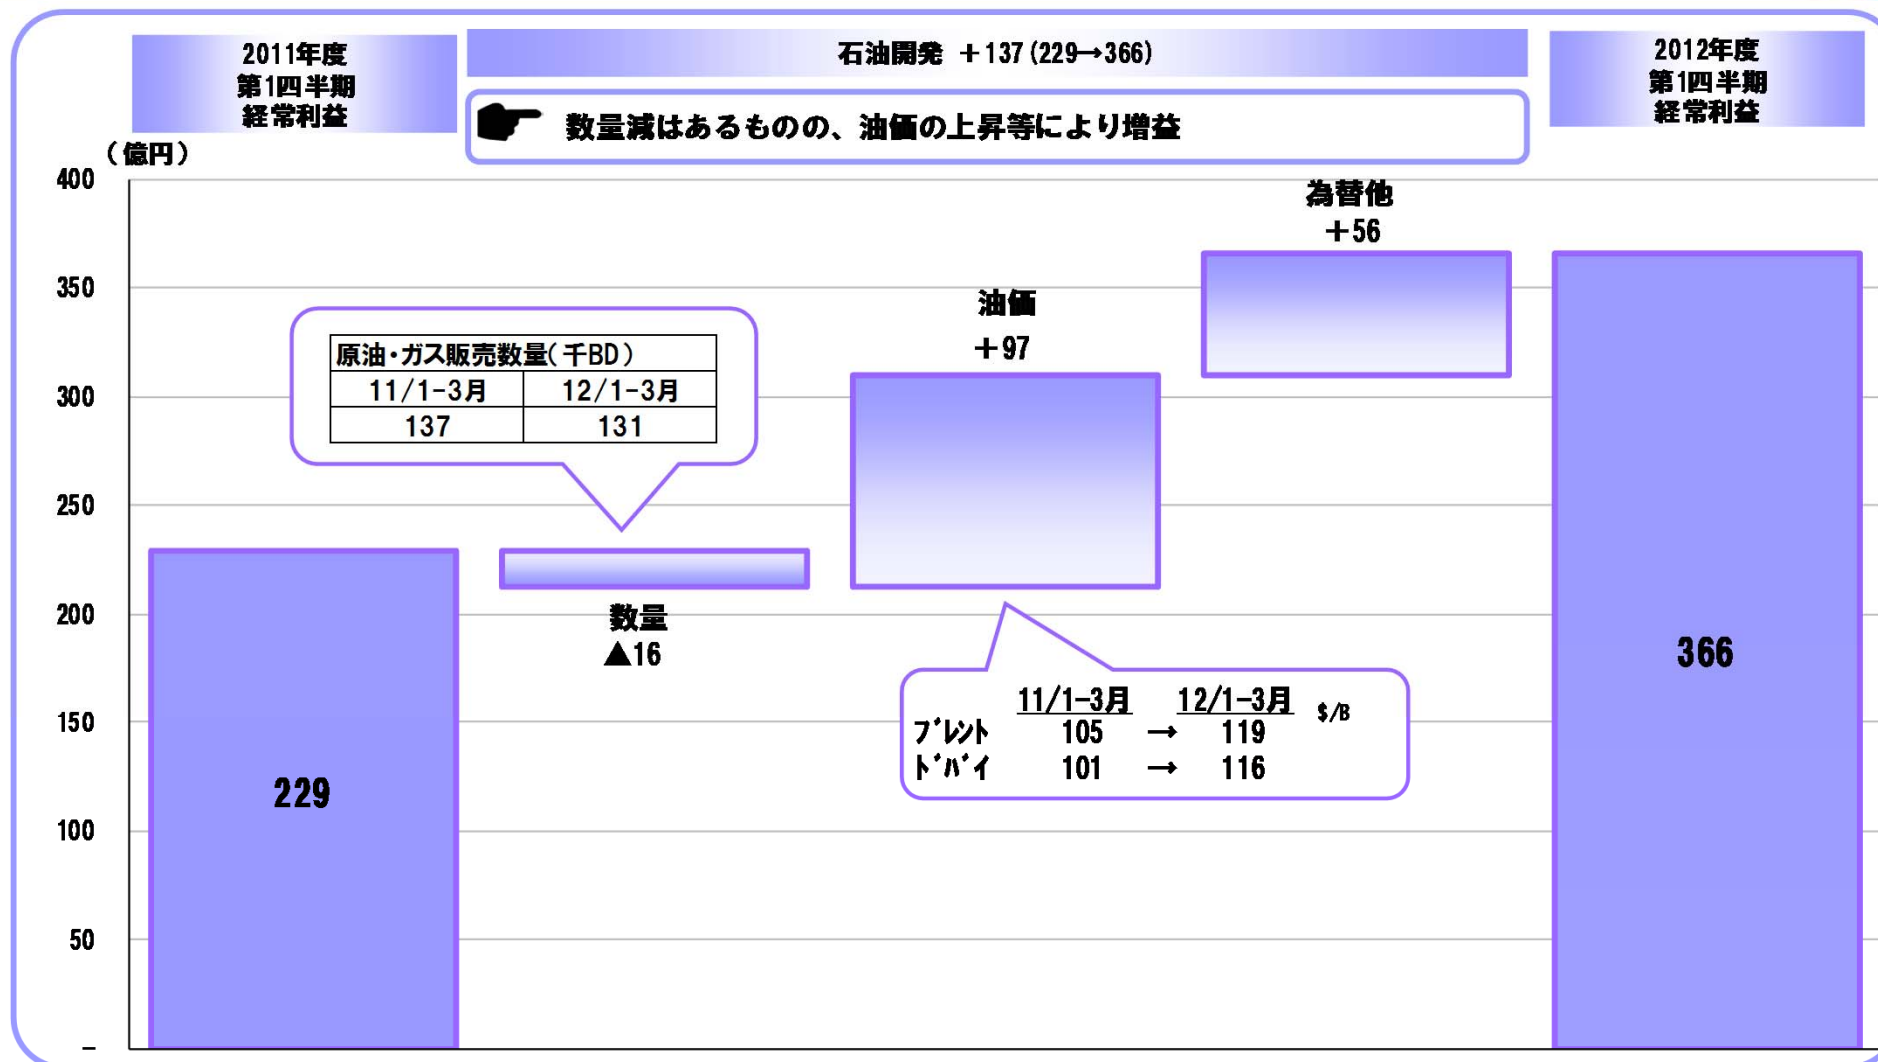 2011年度
第1四半期
経常利益
石油開発 ＋137(229→366)
2012年度
第1四半期
経常利益
数量減はあるものの、油価の上昇等により増益
（億円）
400
350
300
250
200
150
100
50
–
為替他
＋56
油価
＋97
原油・ガス販売数量（千BD）
11/1-3月 12/1-3月
137 131
数量
▲16
11/1-3月 12/1-3月 $/B
ﾌﾞﾚﾝﾄ 105 → 119
ﾄﾞﾊﾞｲ 101 → 116
229
366